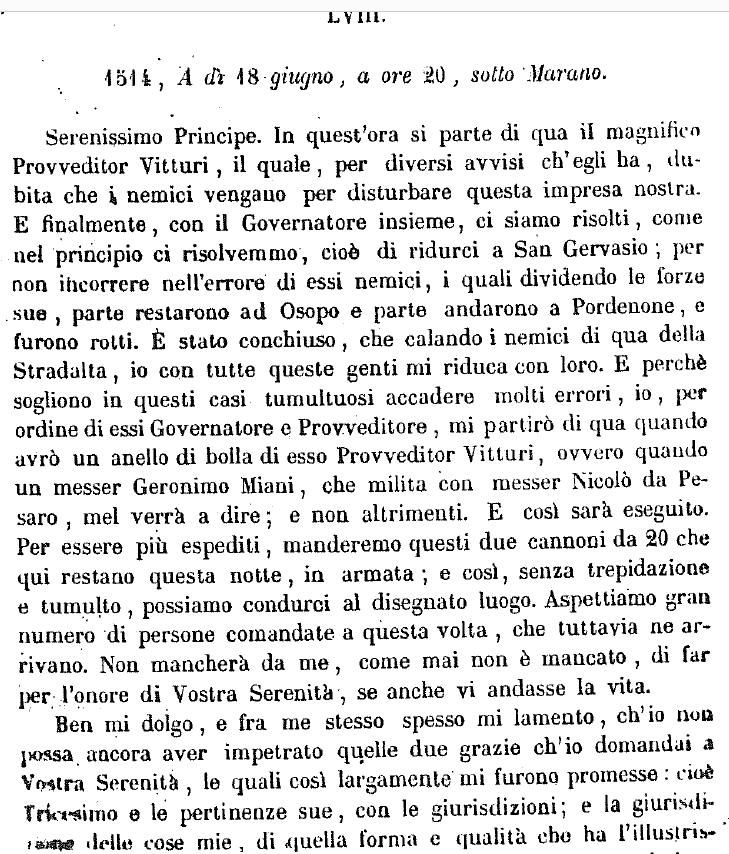 LVIII.
1514, A dì 18 giugno, a ore 20, sotto Marano.
Serenissimo Principe. In quest'ora si parte di qua il magnifico
Provveditor Vitturi, il quale, per diversi avvisi ch'egli ha, du-
bita che i nemici vengano per disturbare questa impresa nostra.
E finalmente, con il Governatore insieme, ci siamo risolti, come
nel principio ci risolvemmo, cioè di ridurci a San Gervasio; per
non incorrere nell'errore di essi nemici, i quali dividendo le forze
sue, parte restarono ad Osopo e parte andarono a Pordenone, e
furono rotti. È stato conchiuso, che calando i nemici di qua della
Stradalta, io con tutte queste genti mi riduca con loro. E perchè
sogliono in questi casi tumultuosi accadere molti errori, io, per
ordine di essi Governatore e Provveditore, mi partirò di qua quando
avrò un anello di bolla di esso Provveditor Vitturi, ovvero quando
un messer Geronimo Miani, che milita con messer Nicolò da Pe-
saro, mel verrà a dire; e non altrimenti. E così sarà eseguito.
Per essere più espediti, manderemo questi due cannoni da 20 che
qui restano questa notte, in armata; e così, senza trepidazione
e tumulto, possiamo condurci al disegnato luogo. Aspettiamo gran
numero di persone comandate a questa volta, che tuttavia ne ar-
rivano. Non mancherà da me, come mai non è mancato, di far
per l'onore di Vostra Serenità, se anche vi andasse la vita.
Ben mi dolgo, e fra me stesso spesso mi lamento, ch'io non
possa ancora aver impetrato quelle due grazie ch'io domandai a
Vostra Serenità, le quali così largamente mi furono promesse: cioè
Tricesimo e le pertinenze sue, con le giurisdizioni; e la giurisdi-
zione delle cose mie, di quella forma e qualità che ha l'illustris-